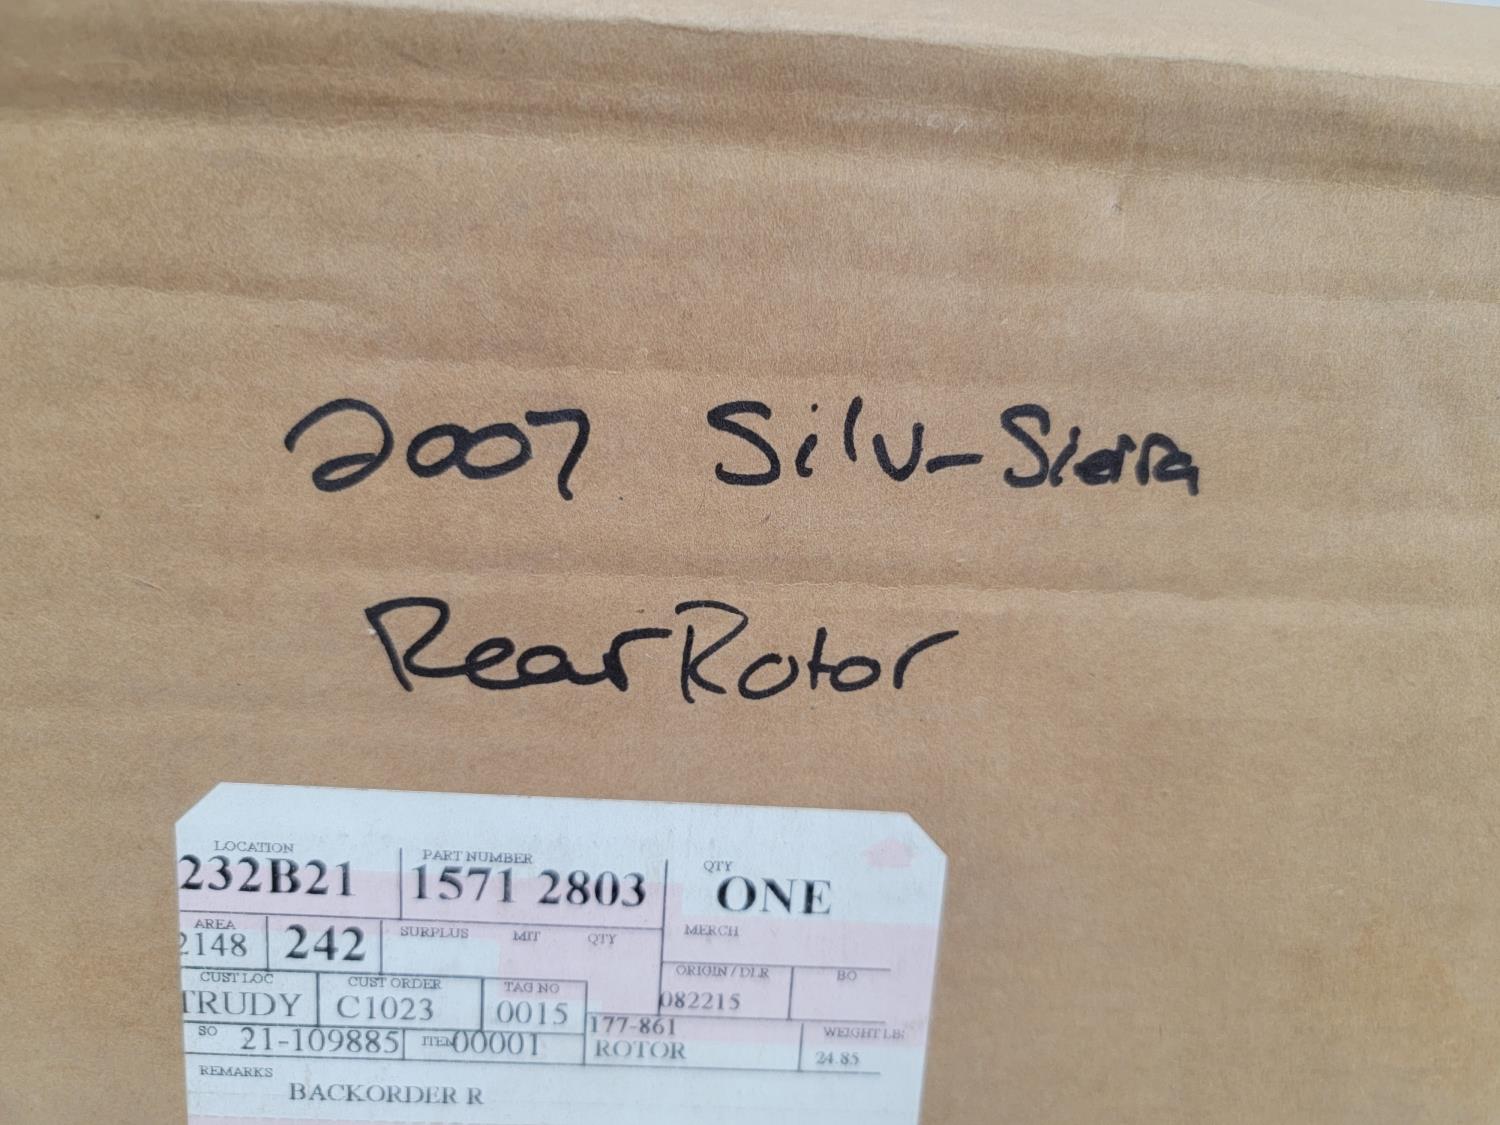 2007 Silv-Sierra
Rear Rotor
LOCATION PART NUMBER QTY
232B21 1571 2803 ONE
AREA SURPLUS MIT QTY MERCH
2148 242
CUST LOC CUST ORDER TAG NO ORIGIN / DLR BO
TRUDY C1023 0015 082215
SO 21-109885 ITEM 00001 177-861 WEIGHT LBS
ROTOR 24.85
REMARKS
BACKORDER R